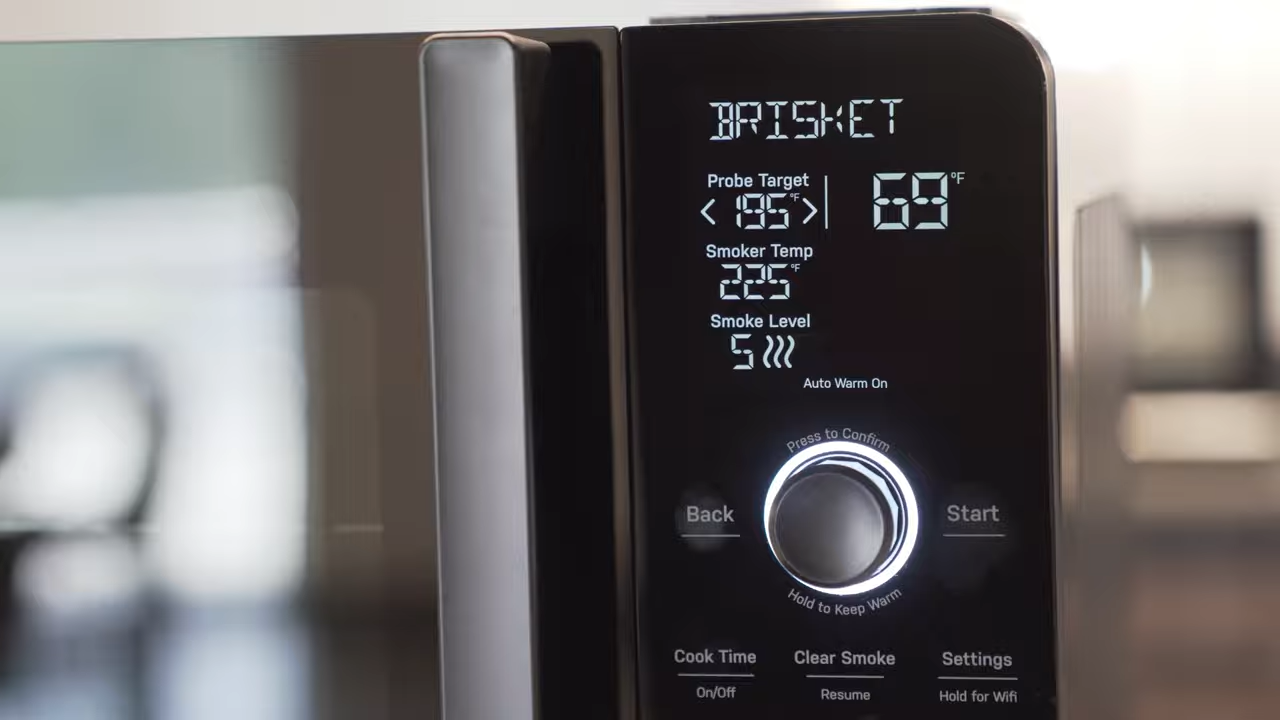 BRISKET
Probe Target
< 195°F > | 69°F
Smoker Temp
225°F
Smoke Level
5
Auto Warm On
Press to Confirm
Back
Start
Hold to Keep Warm
Cook Time
Clear Smoke
Settings
On/Off
Resume
Hold for Wifi